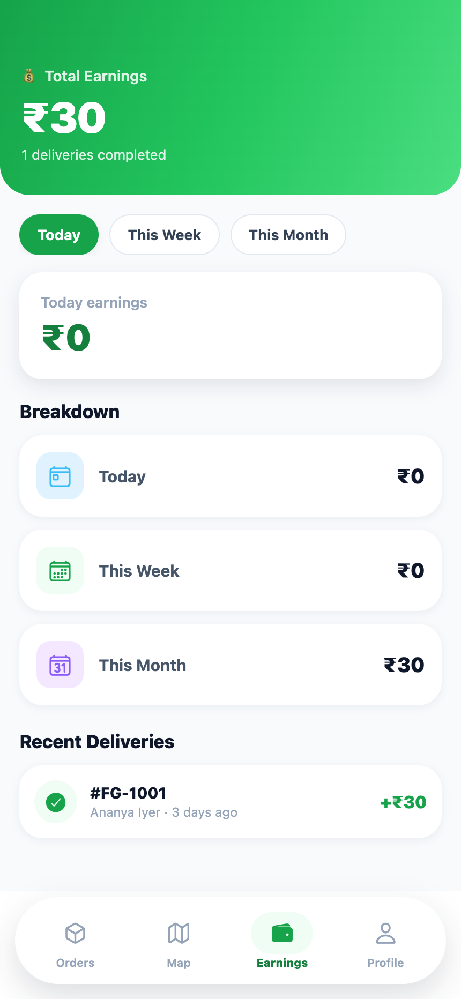 Total Earnings
₹30
1 deliveries completed
Today
This Week
This Month
Today earnings
₹0
Breakdown
Today
₹0
This Week
₹0
31
This Month
₹30
Recent Deliveries
#FG-1001
Ananya Iyer · 3 days ago
+₹30
Orders
Map
Earnings
Profile